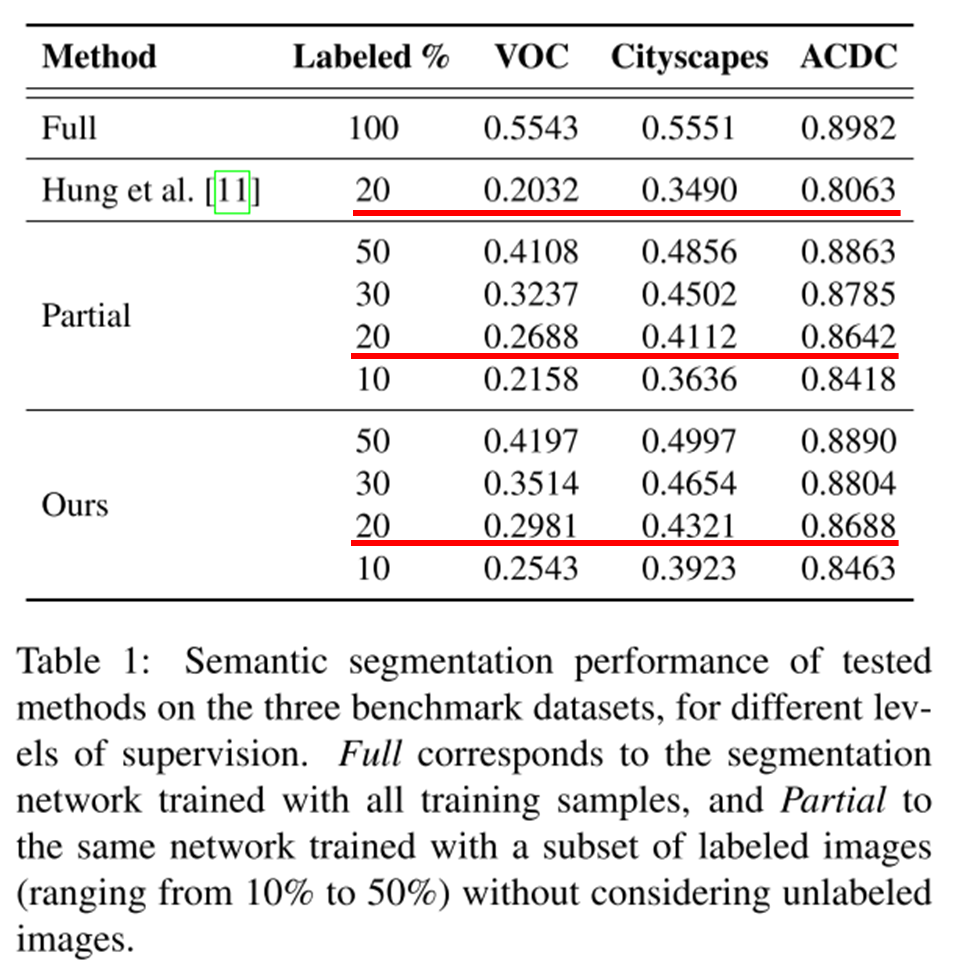 Method Labeled % VOC Cityscapes ACDC
Full 100 0.5543 0.5551 0.8982
Hung et al. [11] 20 0.2032 0.3490 0.8063
50 0.4108 0.4856 0.8863
30 0.3237 0.4502 0.8785
Partial
20 0.2688 0.4112 0.8642
10 0.2158 0.3636 0.8418
50 0.4197 0.4997 0.8890
30 0.3514 0.4654 0.8804
Ours
20 0.2981 0.4321 0.8688
10 0.2543 0.3923 0.8463
Table 1: Semantic segmentation performance of tested
methods on the three benchmark datasets, for different lev-
els of supervision. Full corresponds to the segmentation
network trained with all training samples, and Partial to
the same network trained with a subset of labeled images
(ranging from 10% to 50%) without considering unlabeled
images.